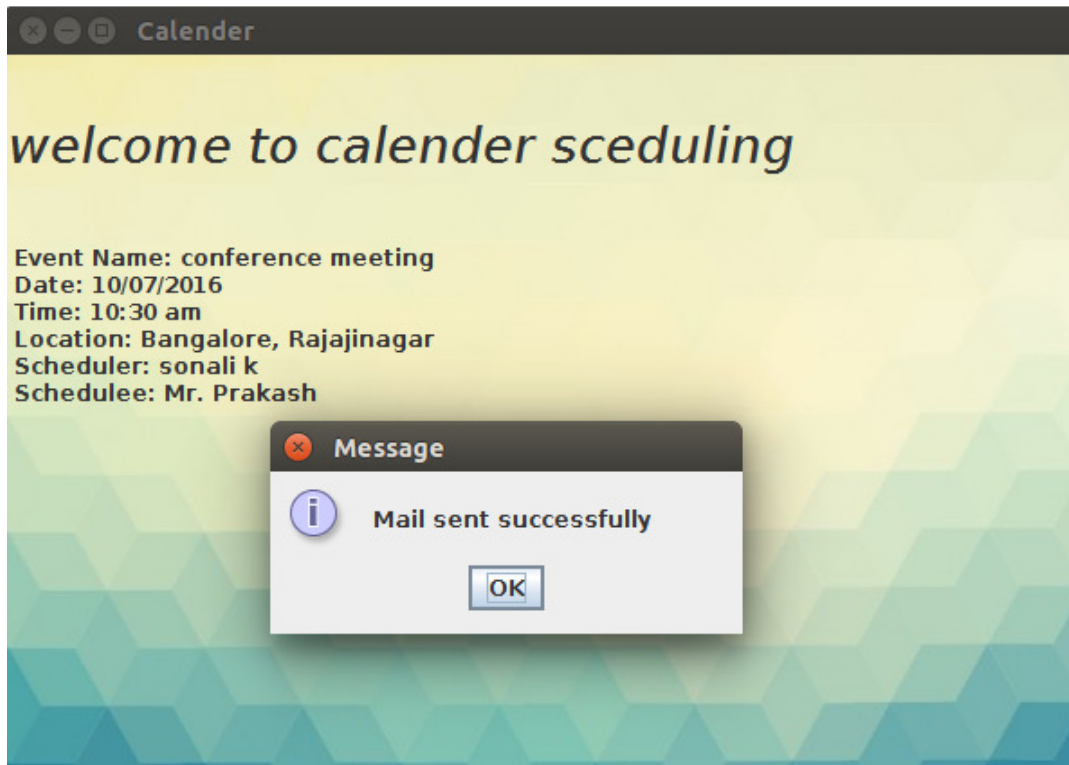 Calender
welcome to calender sceduling
Event Name: conference meeting
Date: 10/07/2016
Time: 10:30 am
Location: Bangalore, Rajajinagar
Scheduler: sonali k
Schedulee: Mr. Prakash
Message
i
Mail sent successfully
OK